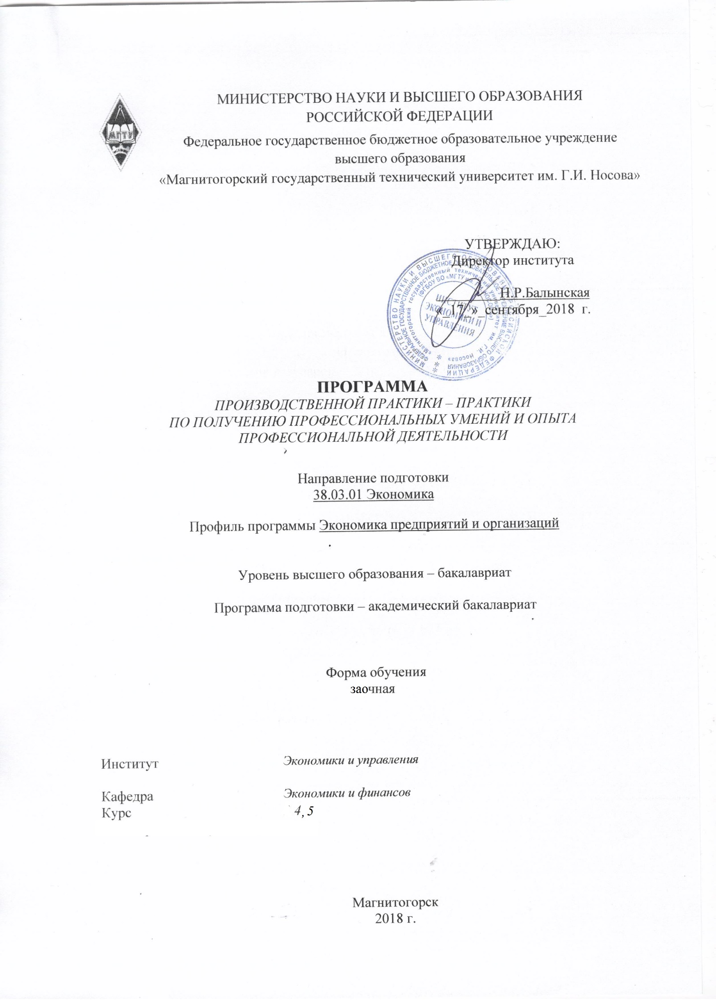 МИНИСТЕРСТВО НАУКИ И ВЫСШЕГО ОБРАЗОВАНИЯ
РОССИЙСКОЙ ФЕДЕРАЦИИ
Федеральное государственное бюджетное образовательное учреждение
высшего образования
«Магнитогорский государственный технический университет им. Г.И. Носова»
МГТУ
УТВЕРЖДАЮ:
Директор института
Н.Р.Балынская
«_17_»_сентября_2018 г.
МИНИСТЕРСТВО НАУКИ И ВЫСШЕГО ОБРАЗОВАНИЯ РОССИЙСКОЙ ФЕДЕРАЦИИ
ФЕДЕРАЛЬНОЕ ГОСУДАРСТВЕННОЕ БЮДЖЕТНОЕ ОБРАЗОВАТЕЛЬНОЕ УЧРЕЖДЕНИЕ ВЫСШЕГО ОБРАЗОВАНИЯ
«Магнитогорский государственный технический университет им. Г.И. Носова»
(ФГБОУ ВО «МГТУ им. Г.И. НОСОВА»)
ИНСТИТУТ
ЭКОНОМИКИ И
УПРАВЛЕНИЯ
ПРОГРАММА
ПРОИЗВОДСТВЕННОЙ ПРАКТИКИ – ПРАКТИКИ
ПО ПОЛУЧЕНИЮ ПРОФЕССИОНАЛЬНЫХ УМЕНИЙ И ОПЫТА
ПРОФЕССИОНАЛЬНОЙ ДЕЯТЕЛЬНОСТИ
Направление подготовки
38.03.01 Экономика
Профиль программы Экономика предприятий и организаций
Уровень высшего образования – бакалавриат
Программа подготовки – академический бакалавриат
Форма обучения
заочная
Институт Экономики и управления
Кафедра Экономики и финансов
Курс 4, 5
Магнитогорск
2018 г.